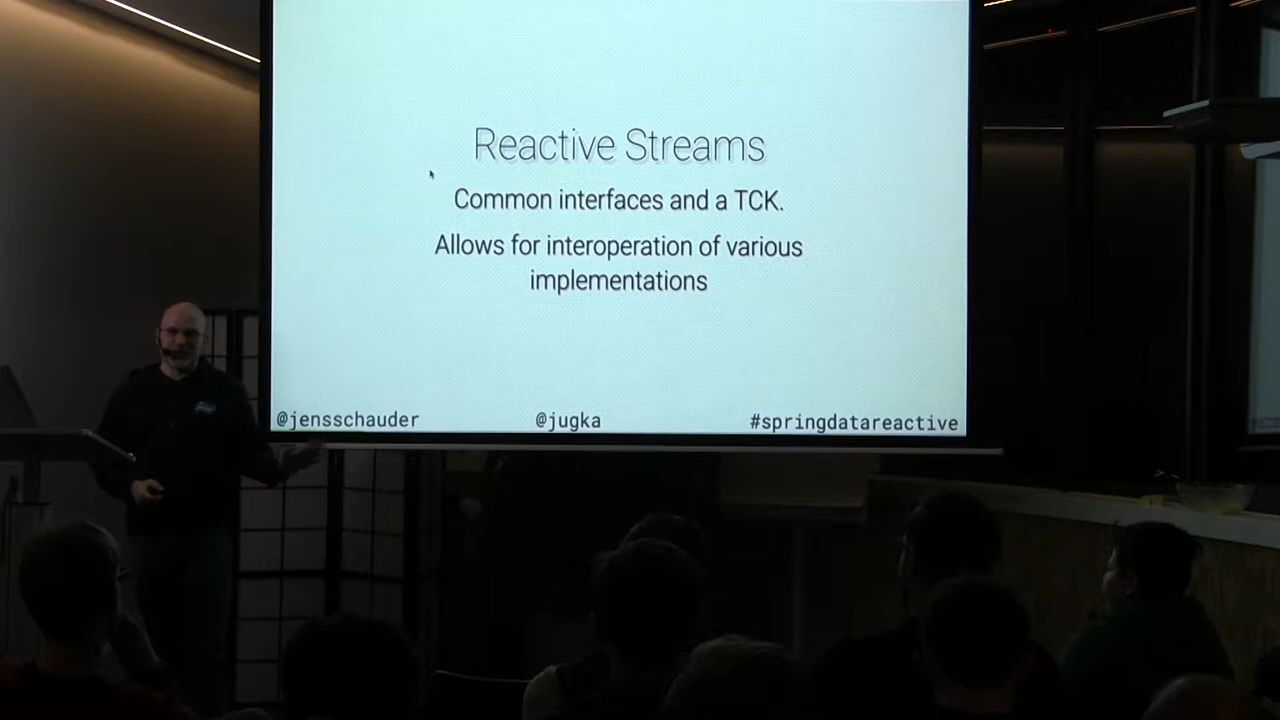 Reactive Streams
Common interfaces and a TCK.
Allows for interoperation of various
implementations
@jensschauder @jugka #springdatareactive